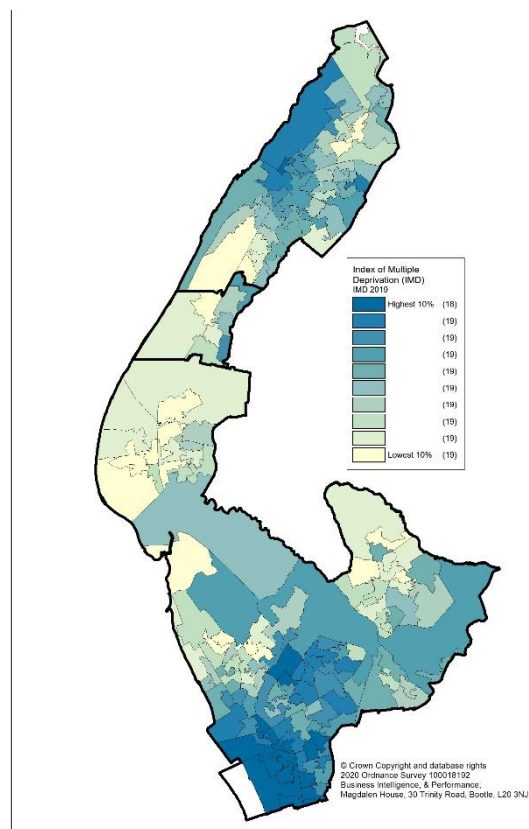 Index of Multiple
Deprivation (IMD)
IMD 2019
Highest 10% (18)
(19)
(19)
(19)
(19)
(19)
(19)
(19)
(19)
Lowest 10% (19)
© Crown Copyright and database rights
2020 Ordnance Survey 100018192
Business Intelligence, & Performance;
Magdalen House, 30 Trinity Road, Bootle, L20 3NJ